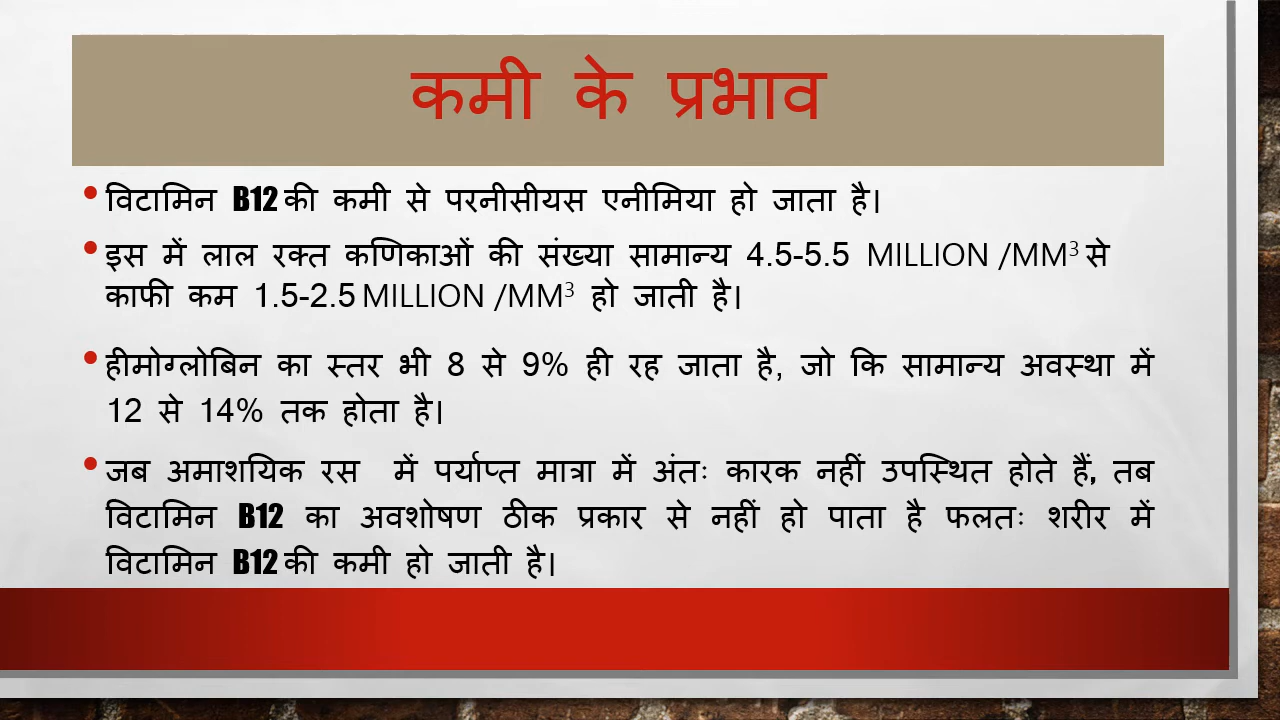 कमी के प्रभाव
• विटामिन B12 की कमी से परनीसीयस एनीमिया हो जाता है।
• इस में लाल रक्त कणिकाओं की संख्या सामान्य 4.5-5.5 MILLION /MM³ से
काफी कम 1.5-2.5 MILLION /MM³ हो जाती है।
• हीमोग्लोबिन का स्तर भी 8 से 9% ही रह जाता है, जो कि सामान्य अवस्था में
12 से 14% तक होता है।
• जब अमाशयिक रस में पर्याप्त मात्रा में अंतः कारक नहीं उपस्थित होते हैं, तब
विटामिन B12 का अवशोषण ठीक प्रकार से नहीं हो पाता है फलतः शरीर में
विटामिन B12 की कमी हो जाती है।